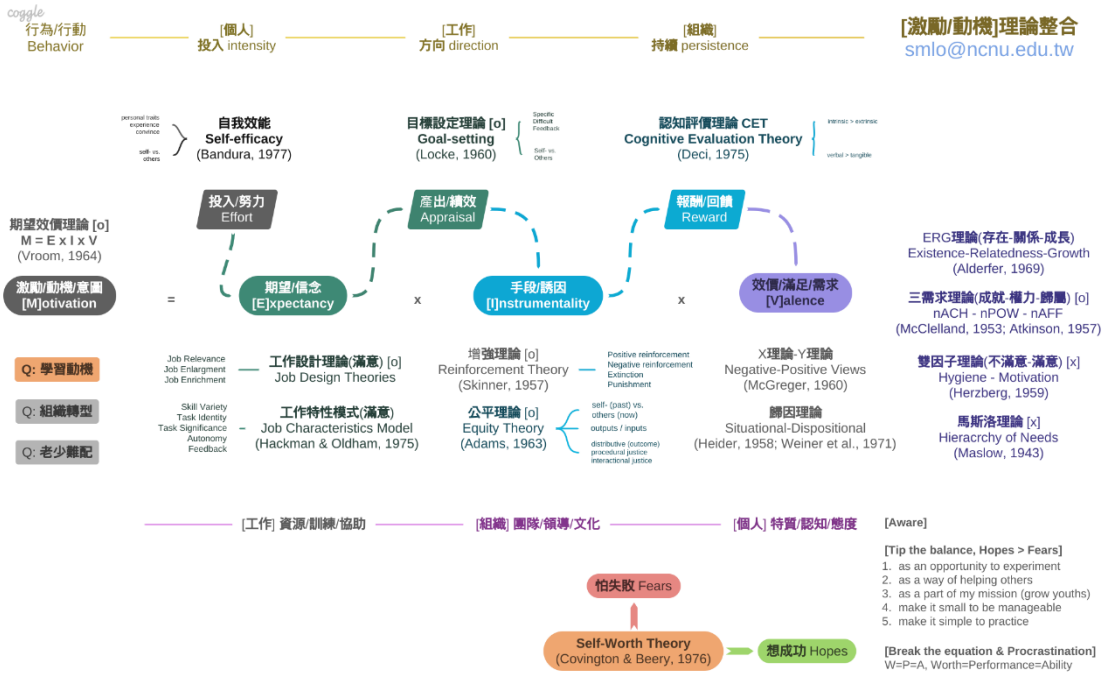 coggle
行為/行動
Behavior
[個人]
投入 intensity
[工作]
方向 direction
[組織]
持續 persistence
[激勵/動機]理論整合
smlo@ncnu.edu.tw
personal traits
experience
convince
self- vs.
others
自我效能
Self-efficacy
(Bandura, 1977)
目標設定理論 [o]
Goal-setting
(Locke, 1960)
Specific
Difficult
Feedback
Self- vs.
Others
認知評價理論 CET
Cognitive Evaluation Theory
(Deci, 1975)
intrinsic > extrinsic
verbal > tangible
投入/努力
Effort
產出/績效
Appraisal
報酬/回饋
Reward
期望效價理論 [o]
M = E x I x V
(Vroom, 1964)
激勵/動機/意圖
[M]otivation
=
期望/信念
[E]xpectancy
x
手段/誘因
[I]nstrumentality
x
效價/滿足/需求
[V]alence
ERG理論(存在-關係-成長)
Existence-Relatedness-Growth
(Alderfer, 1969)
三需求理論(成就-權力-歸屬) [o]
nACH - nPOW - nAFF
(McClelland, 1953; Atkinson, 1957)
雙因子理論(不滿意-滿意) [x]
Hygiene - Motivation
(Herzberg, 1959)
馬斯洛理論 [x]
Hieracrchy of Needs
(Maslow, 1943)
Q: 學習動機
Q: 組織轉型
Q: 老少難配
Job Relevance
Job Enlargment
Job Enrichment
工作設計理論(滿意) [o]
Job Design Theories
Skill Variety
Task Identity
Task Significance
Autonomy
Feedback
工作特性模式(滿意)
Job Characteristics Model
(Hackman & Oldham, 1975)
增強理論 [o]
Reinforcement Theory
(Skinner, 1957)
Positive reinforcement
Negative reinforcement
Extinction
Punishment
公平理論 [o]
Equity Theory
(Adams, 1963)
self- (past) vs.
others (now)
outputs / inputs
distributive (outcome)
procedural justice
interactional justice
X理論-Y理論
Negative-Positive Views
(McGreger, 1960)
歸因理論
Situational-Dispositional
(Heider, 1958; Weiner et al., 1971)
[工作] 資源/訓練/協助
[組織] 團隊/領導/文化
[個人] 特質/認知/態度
[Aware]
[Tip the balance, Hopes > Fears]
1. as an opportunity to experiment
2. as a way of helping others
3. as a part of my mission (grow youths)
4. make it small to be manageable
5. make it simple to practice
[Break the equation & Procrastination]
W=P=A, Worth=Performance=Ability
怕失敗 Fears
Self-Worth Theory
(Covington & Beery, 1976)
想成功 Hopes